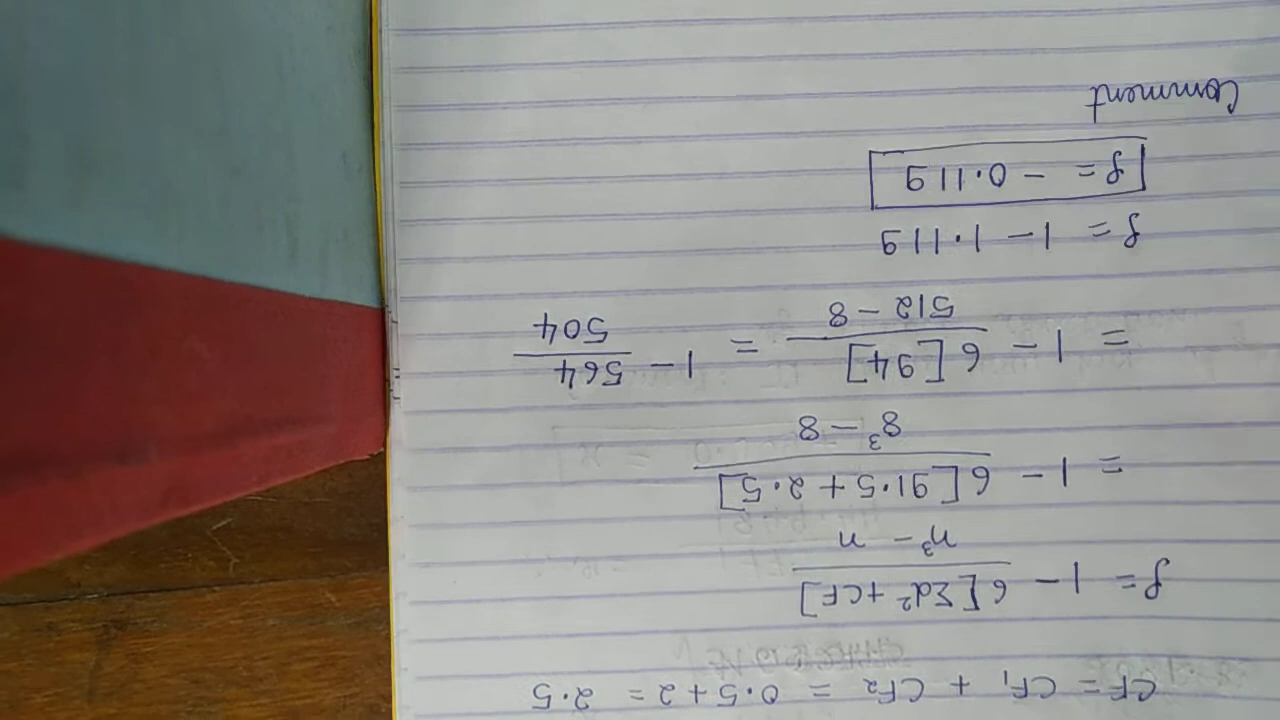 CF = CF₁ + CF₂ = 0.5 + 2 = 2.5
ρ = 1 - 6[Σd² + CF] / n³ - n
= 1 - 6[91.5 + 2.5] / 8³ - 8
= 1 - 6[94] / 512 - 8 = 1 - 564 / 504
ρ = 1 - 1.119
ρ = - 0.119
Comment